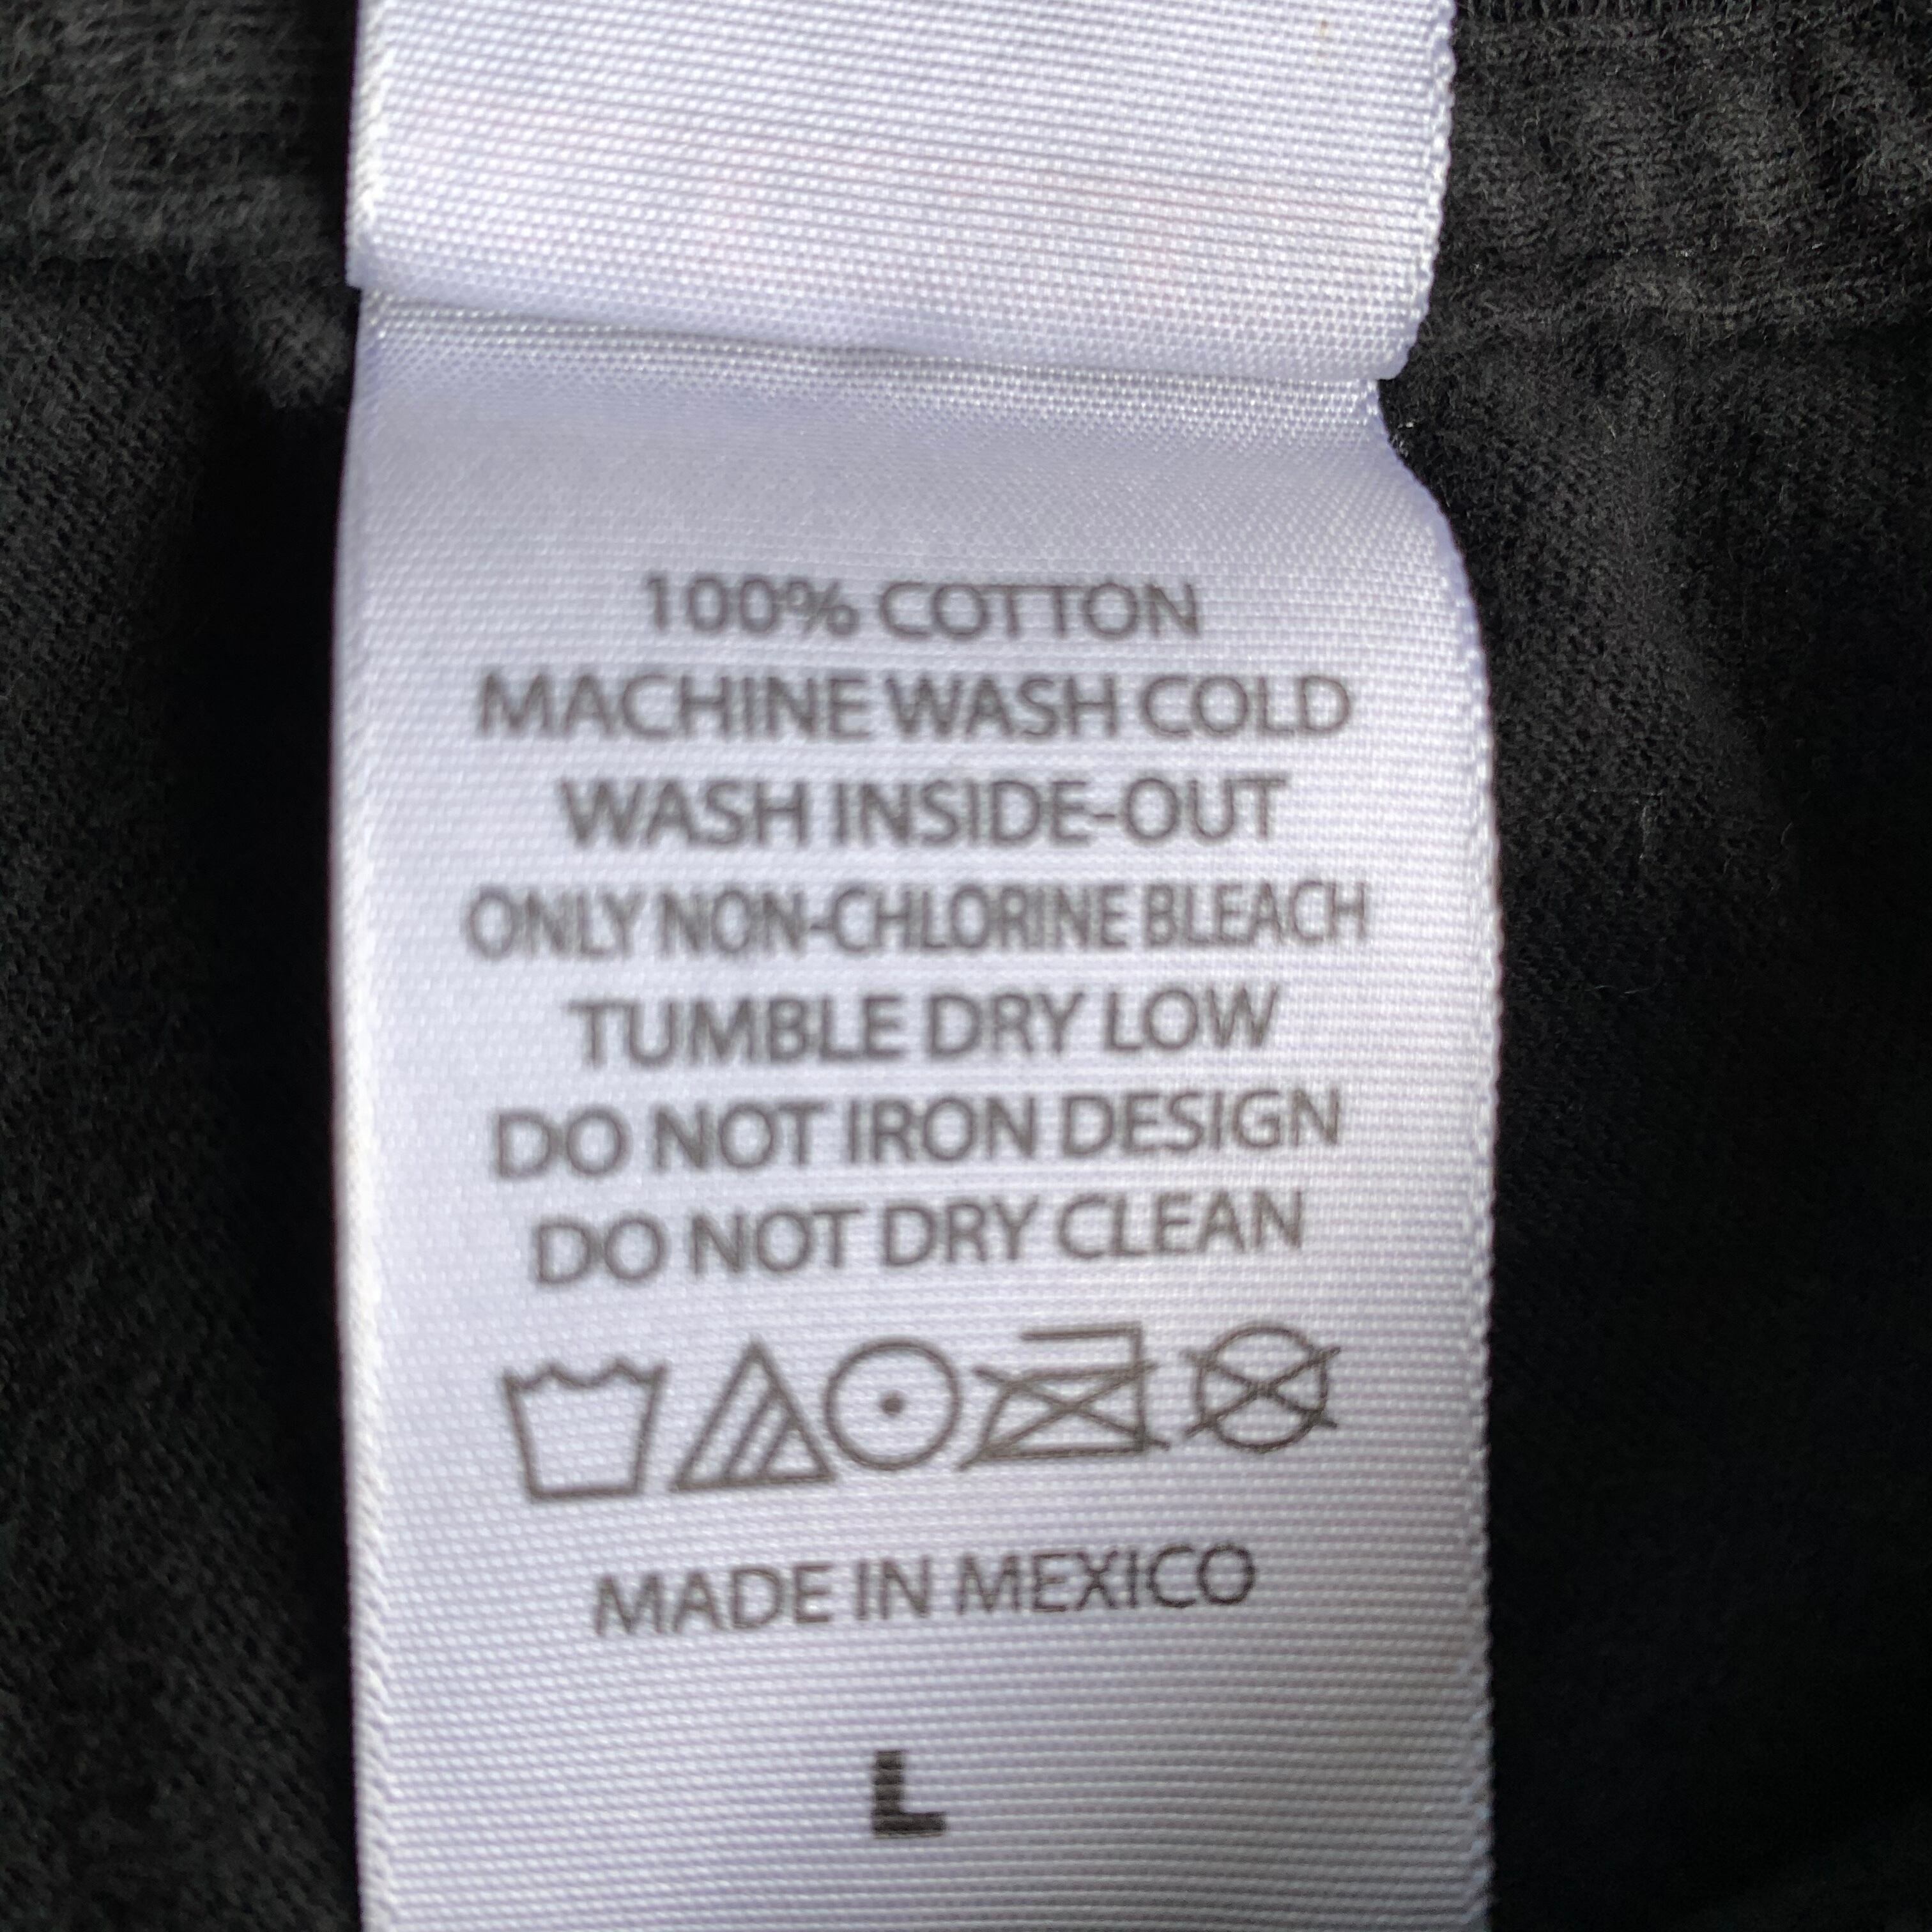 100% COTTON
MACHINE WASH COLD
WASH INSIDE-OUT
ONLY NON-CHLORINE BLEACH
TUMBLE DRY LOW
DO NOT IRON DESIGN
DO NOT DRY CLEAN
MADE IN MEXICO
L